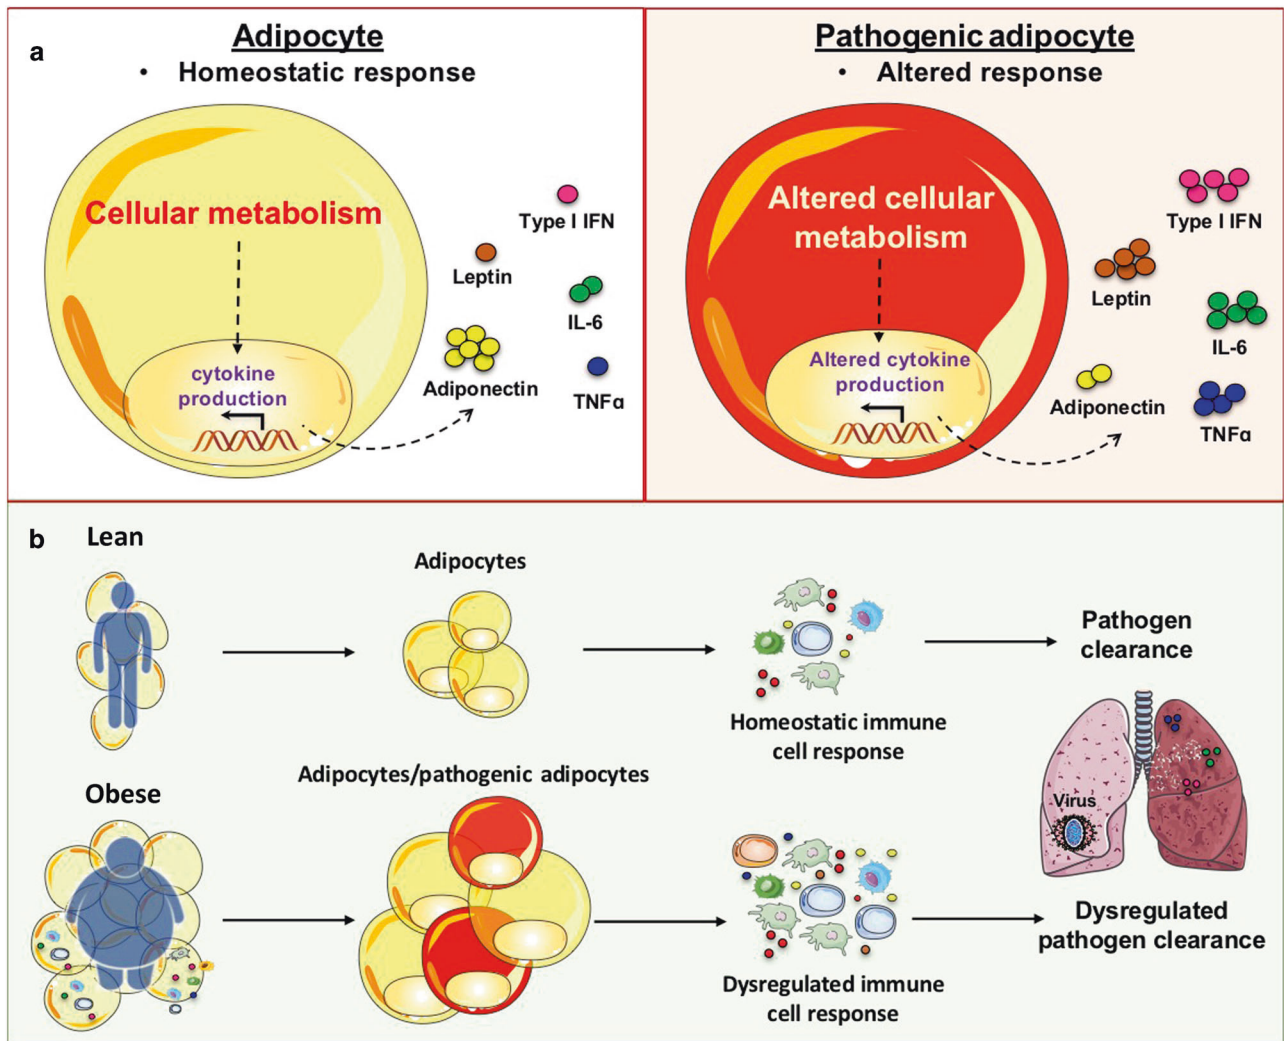 a
Adipocyte
• Homeostatic response
Cellular metabolism
cytokine
production
Type I IFN
Leptin
IL-6
Adiponectin
TNFɑ
Pathogenic adipocyte
• Altered response
Altered cellular
metabolism
Altered cytokine
production
Type I IFN
Leptin
IL-6
Adiponectin
TNFɑ
b
Lean
Adipocytes
Homeostatic immune
cell response
Pathogen
clearance
Virus
Obese
Adipocytes/pathogenic adipocytes
Dysregulated immune
cell response
Dysregulated
pathogen clearance